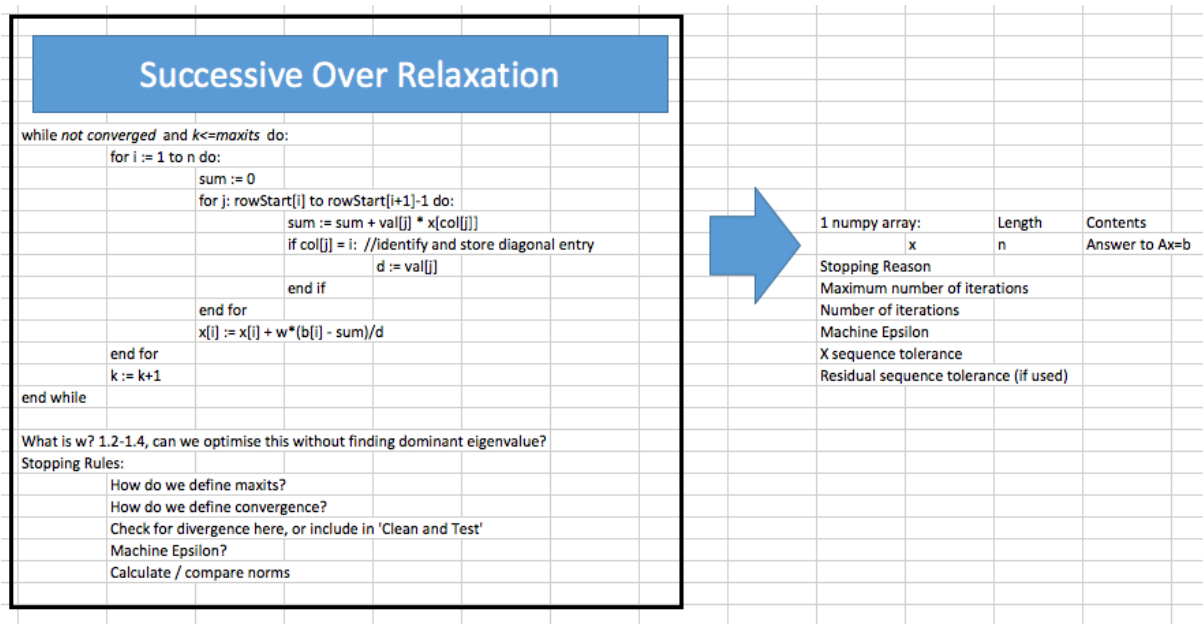 Successive Over Relaxation
while not converged and k<=maxits do:
for i := 1 to n do:
sum := 0
for j: rowStart[i] to rowStart[i+1]-1 do:
sum := sum + val[j] * x[col[j]]
if col[j] = i: //identify and store diagonal entry
d := val[j]
end if
end for
x[i] := x[i] + w*(b[i] - sum)/d
end for
k := k+1
end while
What is w? 1.2-1.4, can we optimise this without finding dominant eigenvalue?
Stopping Rules:
How do we define maxits?
How do we define convergence?
Check for divergence here, or include in 'Clean and Test'
Machine Epsilon?
Calculate / compare norms
1 numpy array: Length Contents
x n Answer to Ax=b
Stopping Reason
Maximum number of iterations
Number of iterations
Machine Epsilon
X sequence tolerance
Residual sequence tolerance (if used)